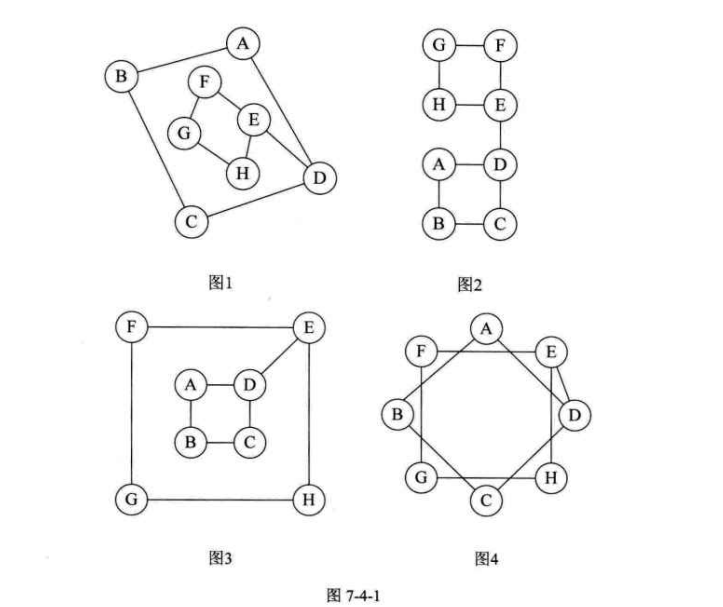 A
B
F
G
E
H
D
C
图1
G F
H E
A D
B C
图2
F E
A D
B C
G H
图3
A
F E
B D
G H
C
图4
图 7-4-1